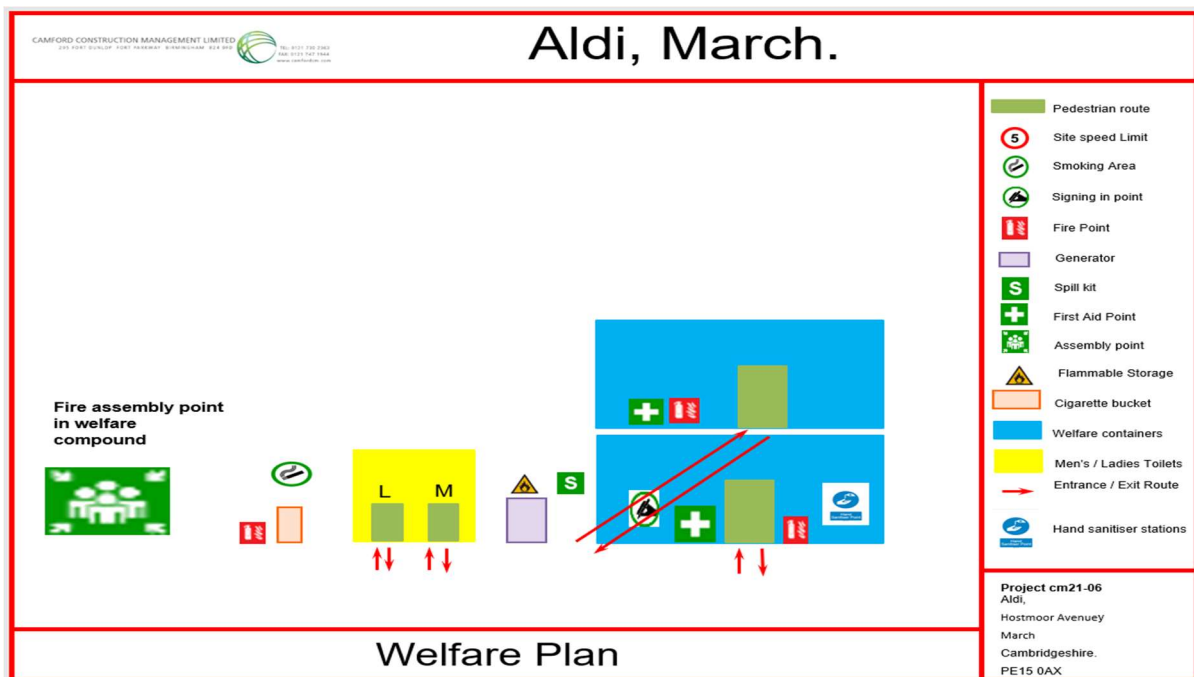 CAMFORD CONSTRUCTION MANAGEMENT LIMITED
Aldi, March.
Pedestrian route
5
Site speed Limit
Smoking Area
Signing in point
Fire Point
Generator
S
Spill kit
First Aid Point
Assembly point
Flammable Storage
Cigarette bucket
Welfare containers
Men's / Ladies Toilets
Entrance / Exit Route
Hand sanitiser stations
Fire assembly point
in welfare
compound
L M
S
Project cm21-06
Aldi,
Hostmoor Avenuey
March
Cambridgeshire.
PE15 0AX
Welfare Plan